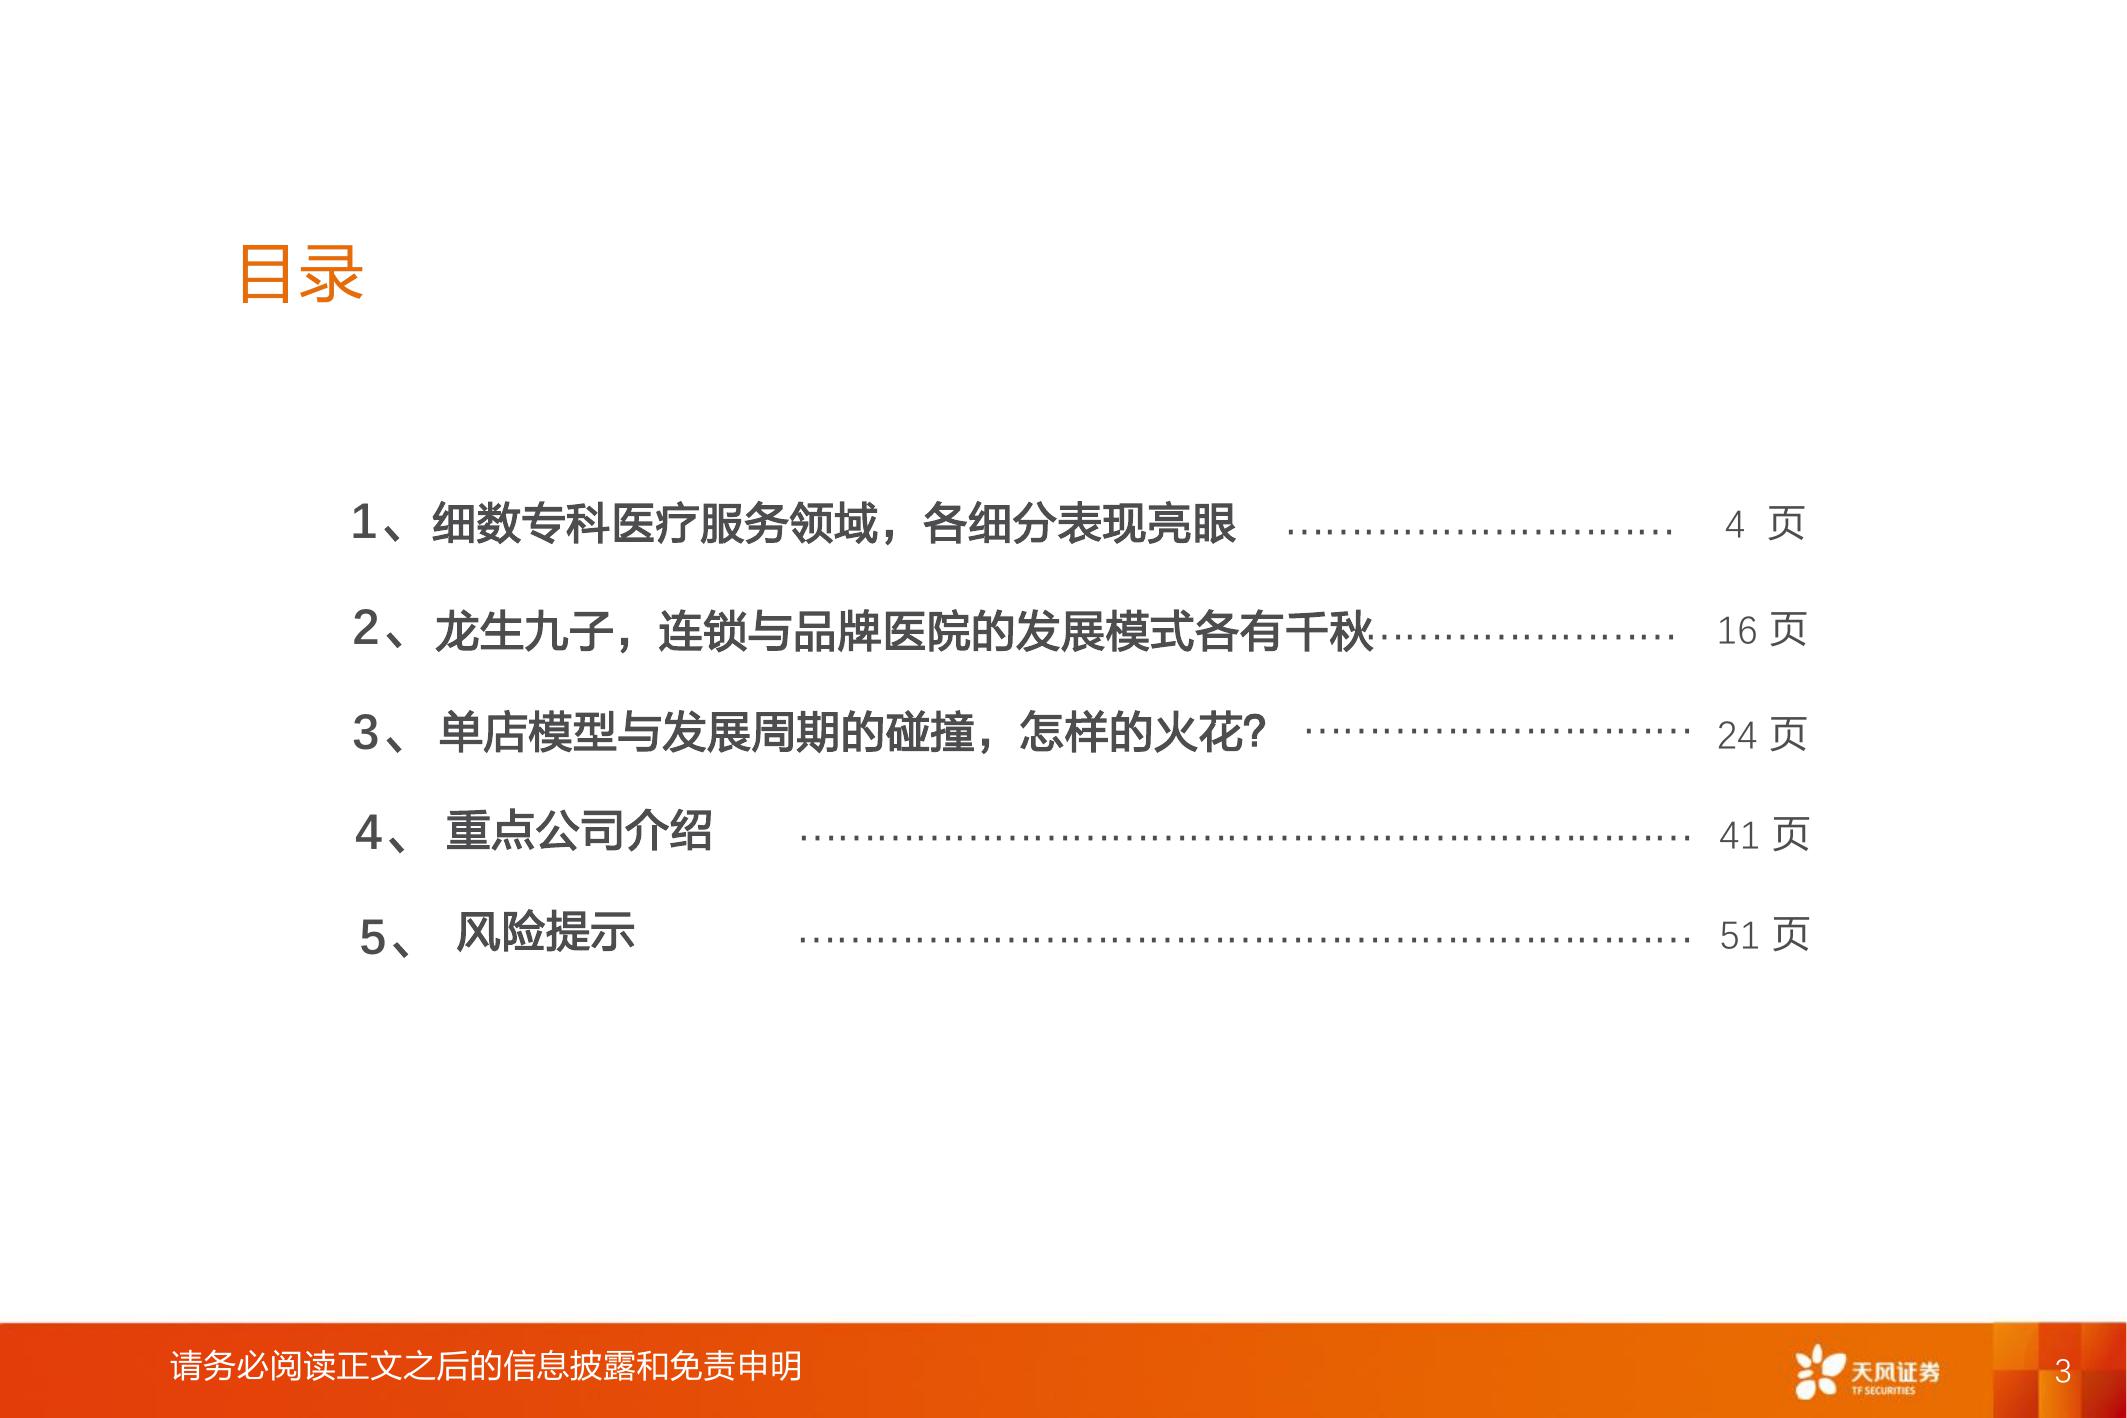 目录
1、细数专科医疗服务领域，各细分表现亮眼 ………………………… 4 页
2、龙生九子，连锁与品牌医院的发展模式各有千秋…………………… 16 页
3、单店模型与发展周期的碰撞，怎样的火花？ ………………………… 24 页
4、重点公司介绍 …………………………………………………………… 41 页
5、风险提示 …………………………………………………………… 51 页
请务必阅读正文之后的信息披露和免责申明
天风证券
TF SECURITIES
3